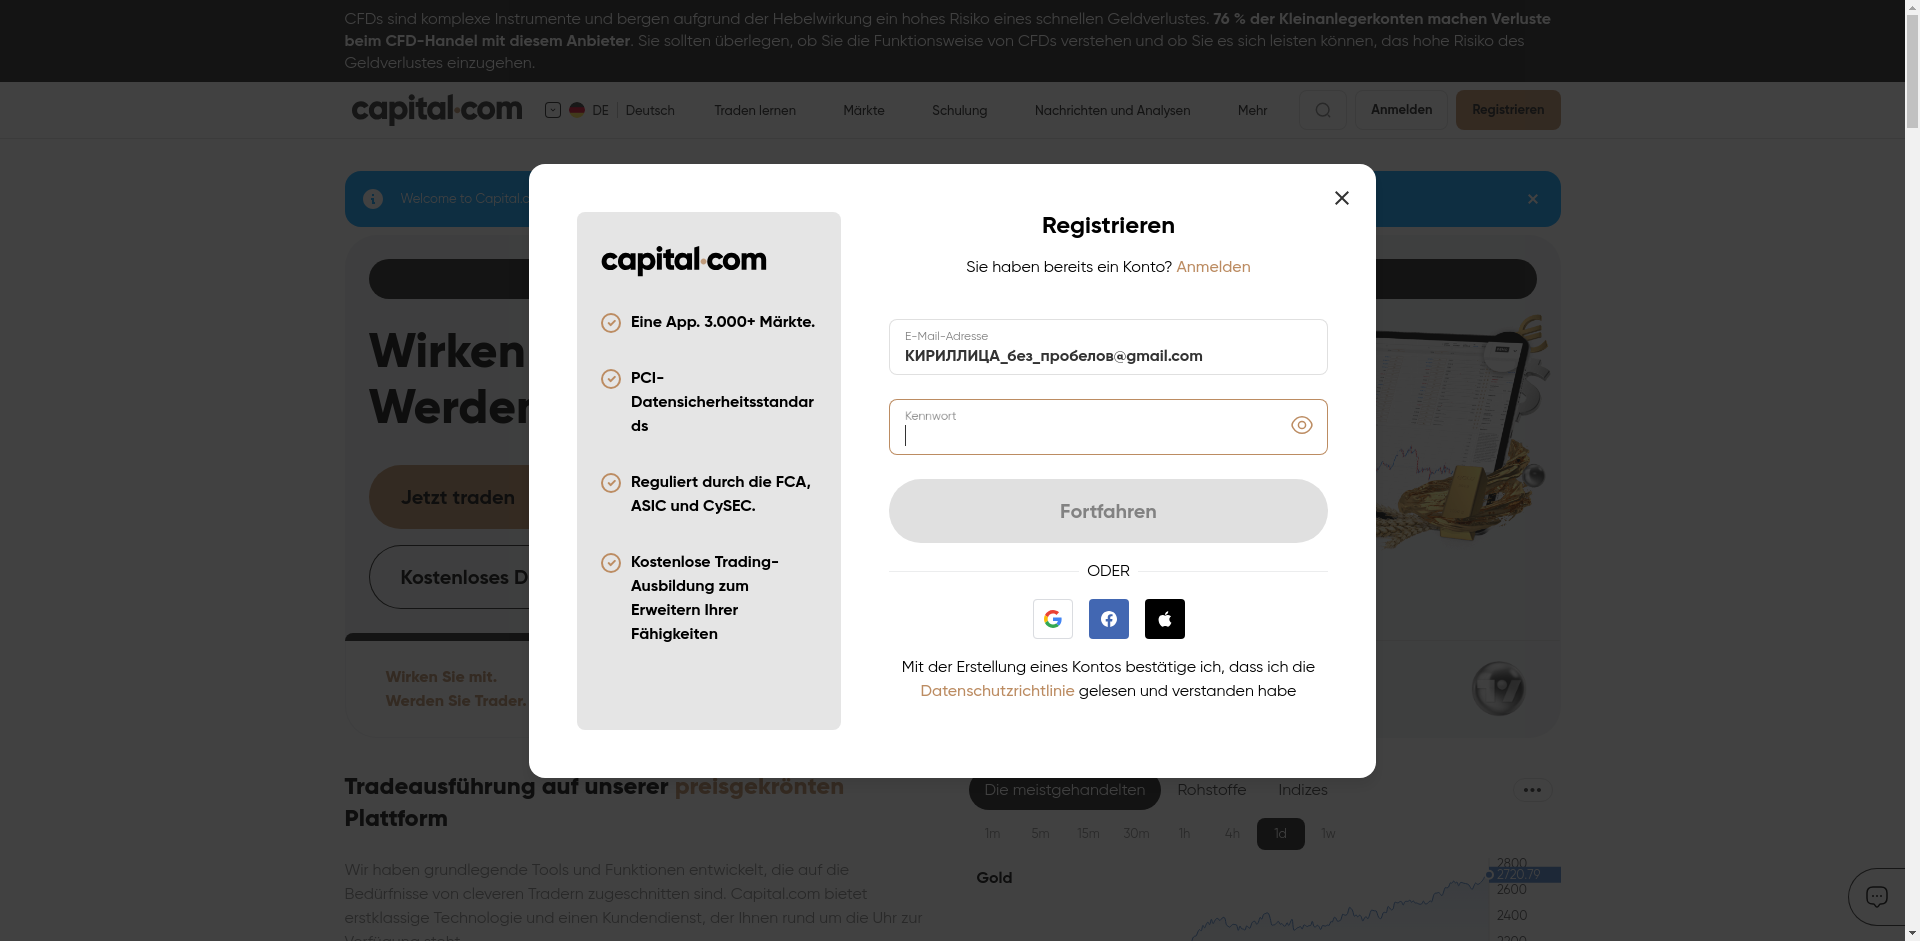 CFDs sind komplexe Instrumente und bergen aufgrund der Hebelwirkung ein hohes Risiko eines schnellen Geldverlustes. 76 % der Kleinanlegerkonten machen Verluste
beim CFD-Handel mit diesem Anbieter. Sie sollten überlegen, ob Sie die Funktionsweise von CFDs verstehen und ob Sie es sich leisten können, das hohe Risiko des
Geldverlustes einzugehen.
capital.com DE Deutsch Traden lernen Märkte Schulung Nachrichten und Analysen Mehr Anmelden Registrieren
Welcome to Capital.c
Wirken
Werden
Jetzt traden
Kostenloses D
Wirken Sie mit.
Werden Sie Trader.
capital.com
Eine App. 3.000+ Märkte.
PCI-
Datensicherheitsstandar
ds
Reguliert durch die FCA,
ASIC und CySEC.
Kostenlose Trading-
Ausbildung zum
Erweitern Ihrer
Fähigkeiten
Registrieren
Sie haben bereits ein Konto? Anmelden
E-Mail-Adresse
КИРИЛЛИЦА_без_пробелов@gmail.com
Kennwort
Fortfahren
ODER
Mit der Erstellung eines Kontos bestätige ich, dass ich die
Datenschutzrichtlinie gelesen und verstanden habe
Tradeausführung auf unserer preisgekrönten
Plattform
Wir haben grundlegende Tools und Funktionen entwickelt, die auf die
Bedürfnisse von cleveren Tradern zugeschnitten sind. Capital.com bietet
erstklassige Technologie und einen Kundendienst, der Ihnen rund um die Uhr zur
Verfügung steht.
Die meistgehandelten Rohstoffe Indizes
1m 5m 15m 30m 1h 4h 1d 1w
Gold
2800
2720.79
2600
2400
2200